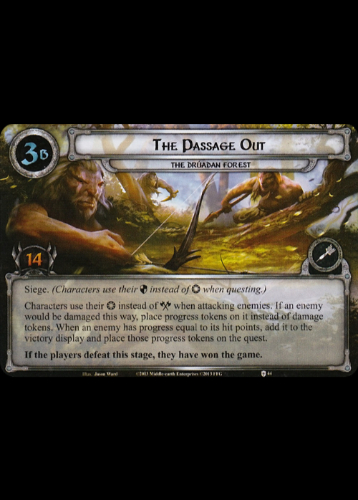 3B
THE PASSAGE OUT
THE DRÚADAN FOREST
14
Siege. (Characters use their instead of when questing.)
Characters use their instead of when attacking enemies. If an enemy
would be damaged this way, place progress tokens on it instead of damage
tokens. When an enemy has progress equal to its hit points, add it to the
victory display and place those progress tokens on the quest.
If the players defeat this stage, they have won the game.
Illus. Jason Ward ©2003 Middle-earth Enterprises ©2013 FFG 44